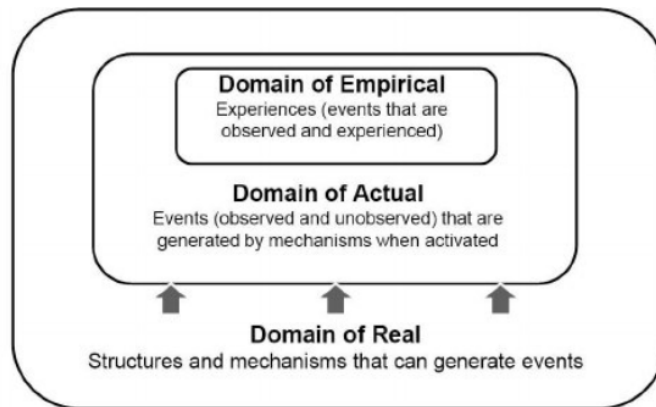 Domain of Empirical
Experiences (events that are
observed and experienced)
Domain of Actual
Events (observed and unobserved) that are
generated by mechanisms when activated
Domain of Real
Structures and mechanisms that can generate events